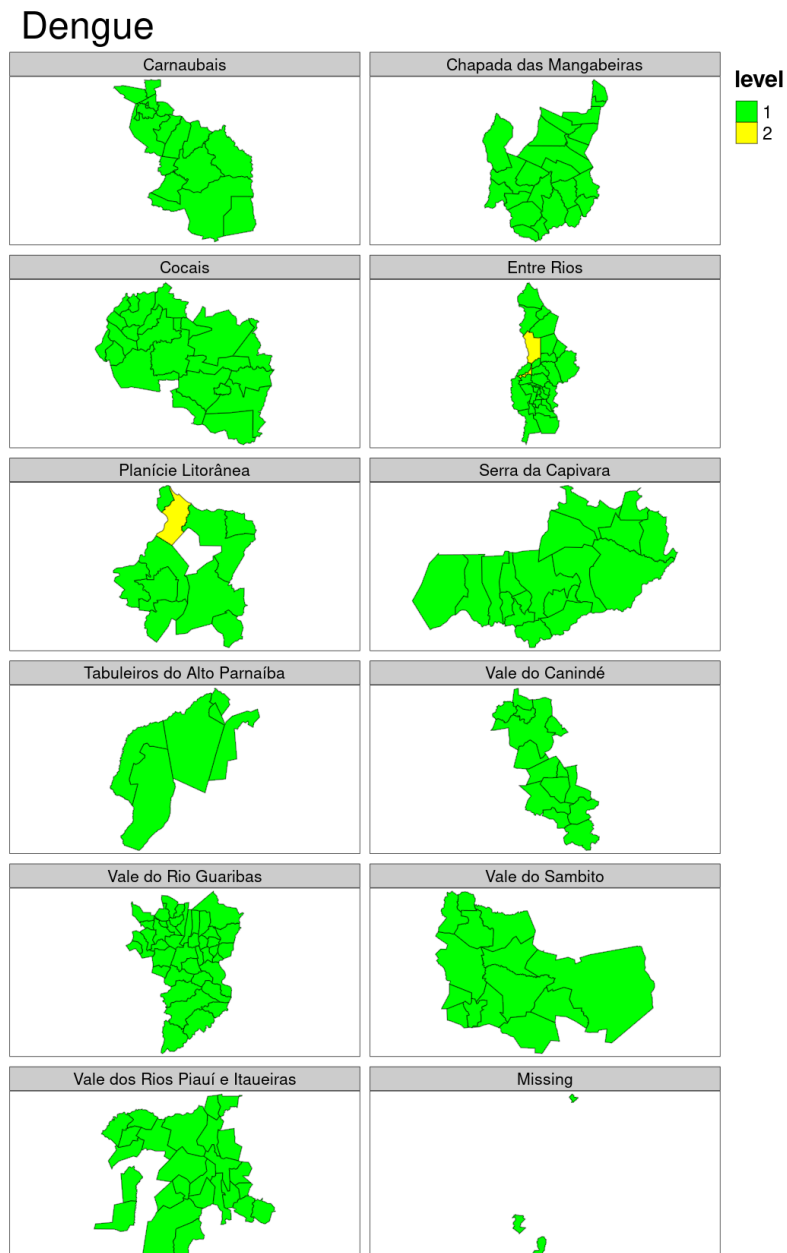 Dengue
Carnaubais
Chapada das Mangabeiras
level
1
2
Cocais
Entre Rios
Planície Litorânea
Serra da Capivara
Tabuleiros do Alto Parnaíba
Vale do Canindé
Vale do Rio Guaribas
Vale do Sambito
Vale dos Rios Piauí e Itaueiras
Missing